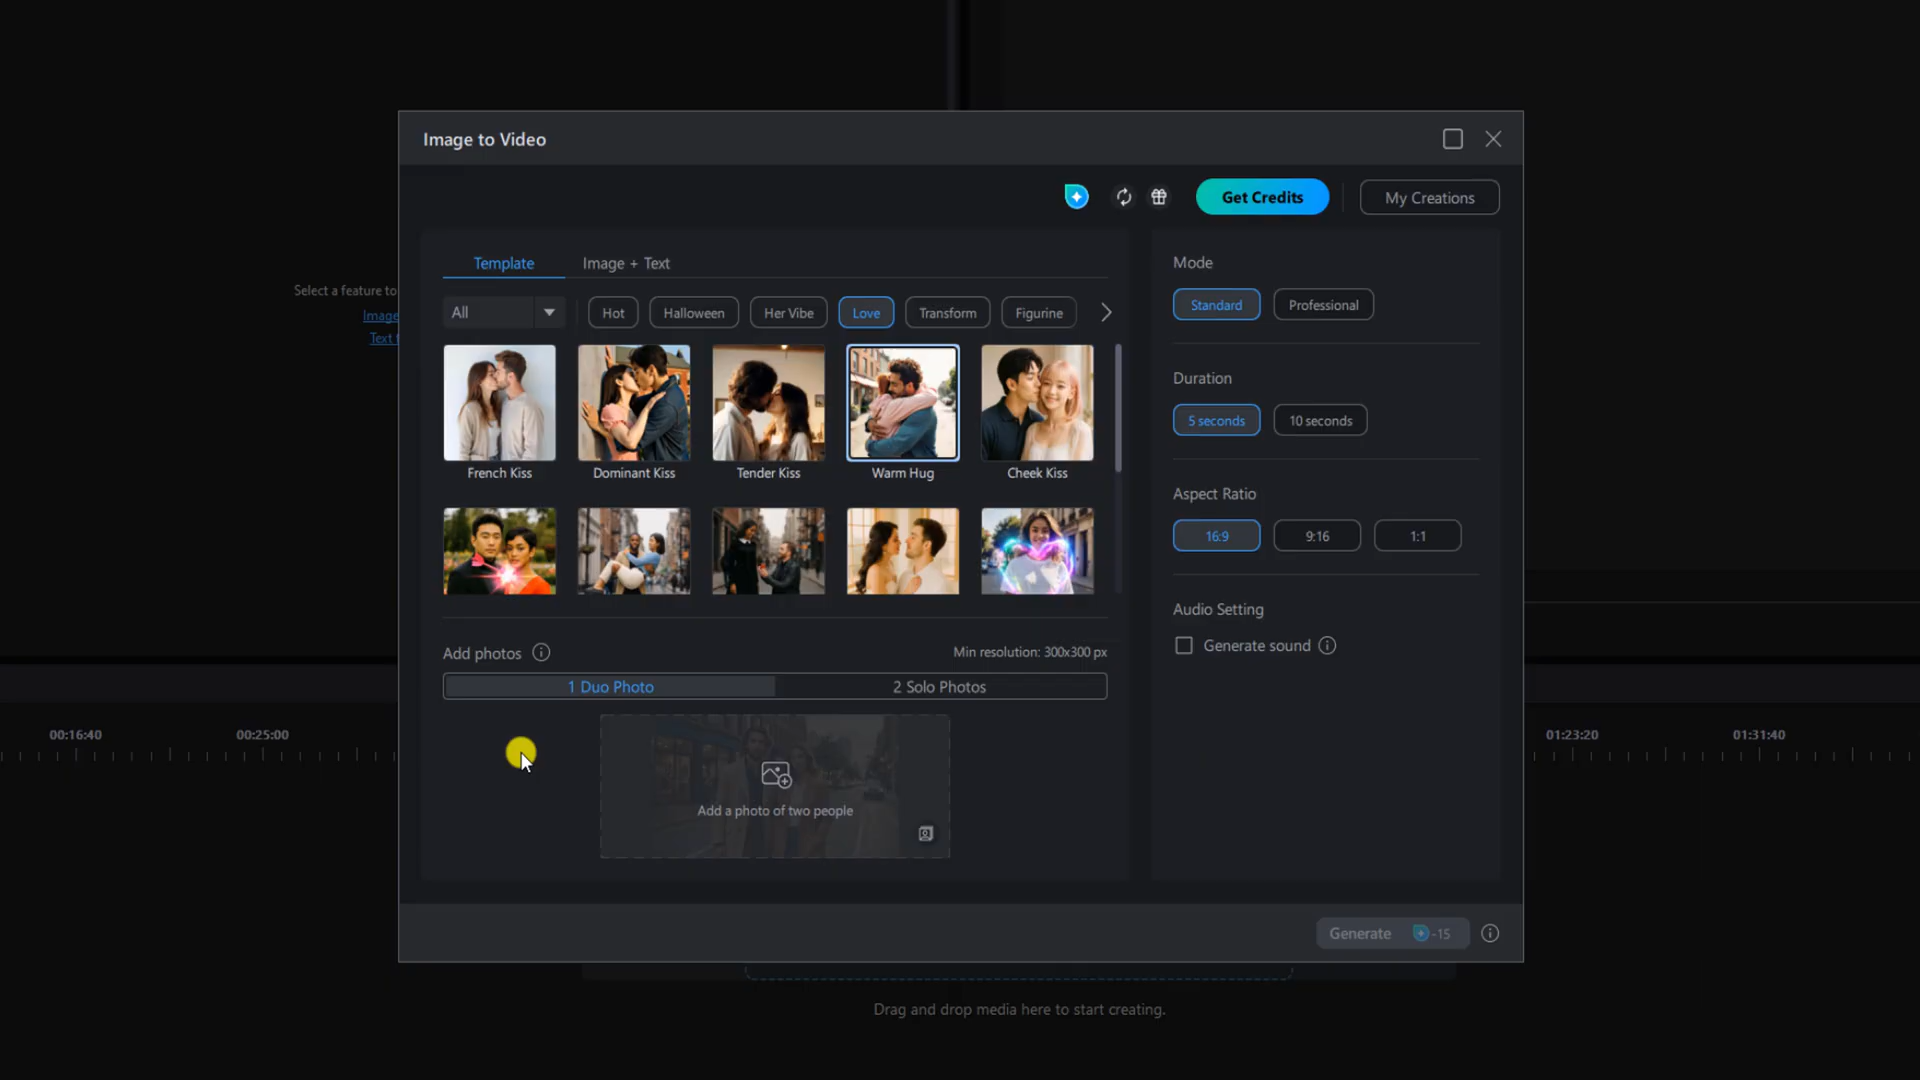 Image to Video
Get Credits
My Creations
Select a feature to
Image
Text
Template
Image + Text
All
Hot
Halloween
Her Vibe
Love
Transform
Figurine
French Kiss
Dominant Kiss
Tender Kiss
Warm Hug
Cheek Kiss
Add photos
Min resolution: 300x300 px
1 Duo Photo
2 Solo Photos
Add a photo of two people
Mode
Standard
Professional
Duration
5 seconds
10 seconds
Aspect Ratio
16:9
9:16
1:1
Audio Setting
Generate sound
00:16:40
00:25:00
01:23:20
01:31:40
Generate
-15
Drag and drop media here to start creating.